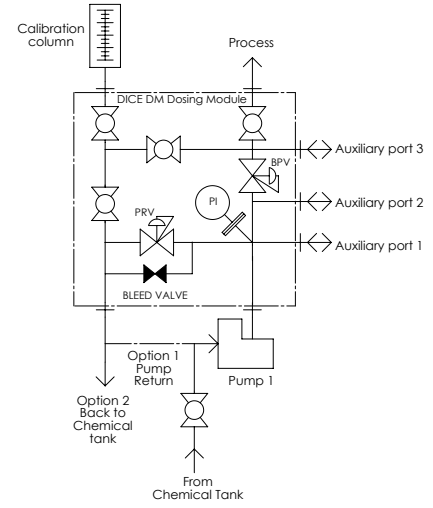 Calibration
column
Process
DICE DM Dosing Module
Auxiliary port 3
BPV
PI
Auxiliary port 2
PRV
Auxiliary port 1
BLEED VALVE
Option 1
Pump
Return
Pump 1
Option 2
Back to
Chemical
tank
From
Chemical Tank